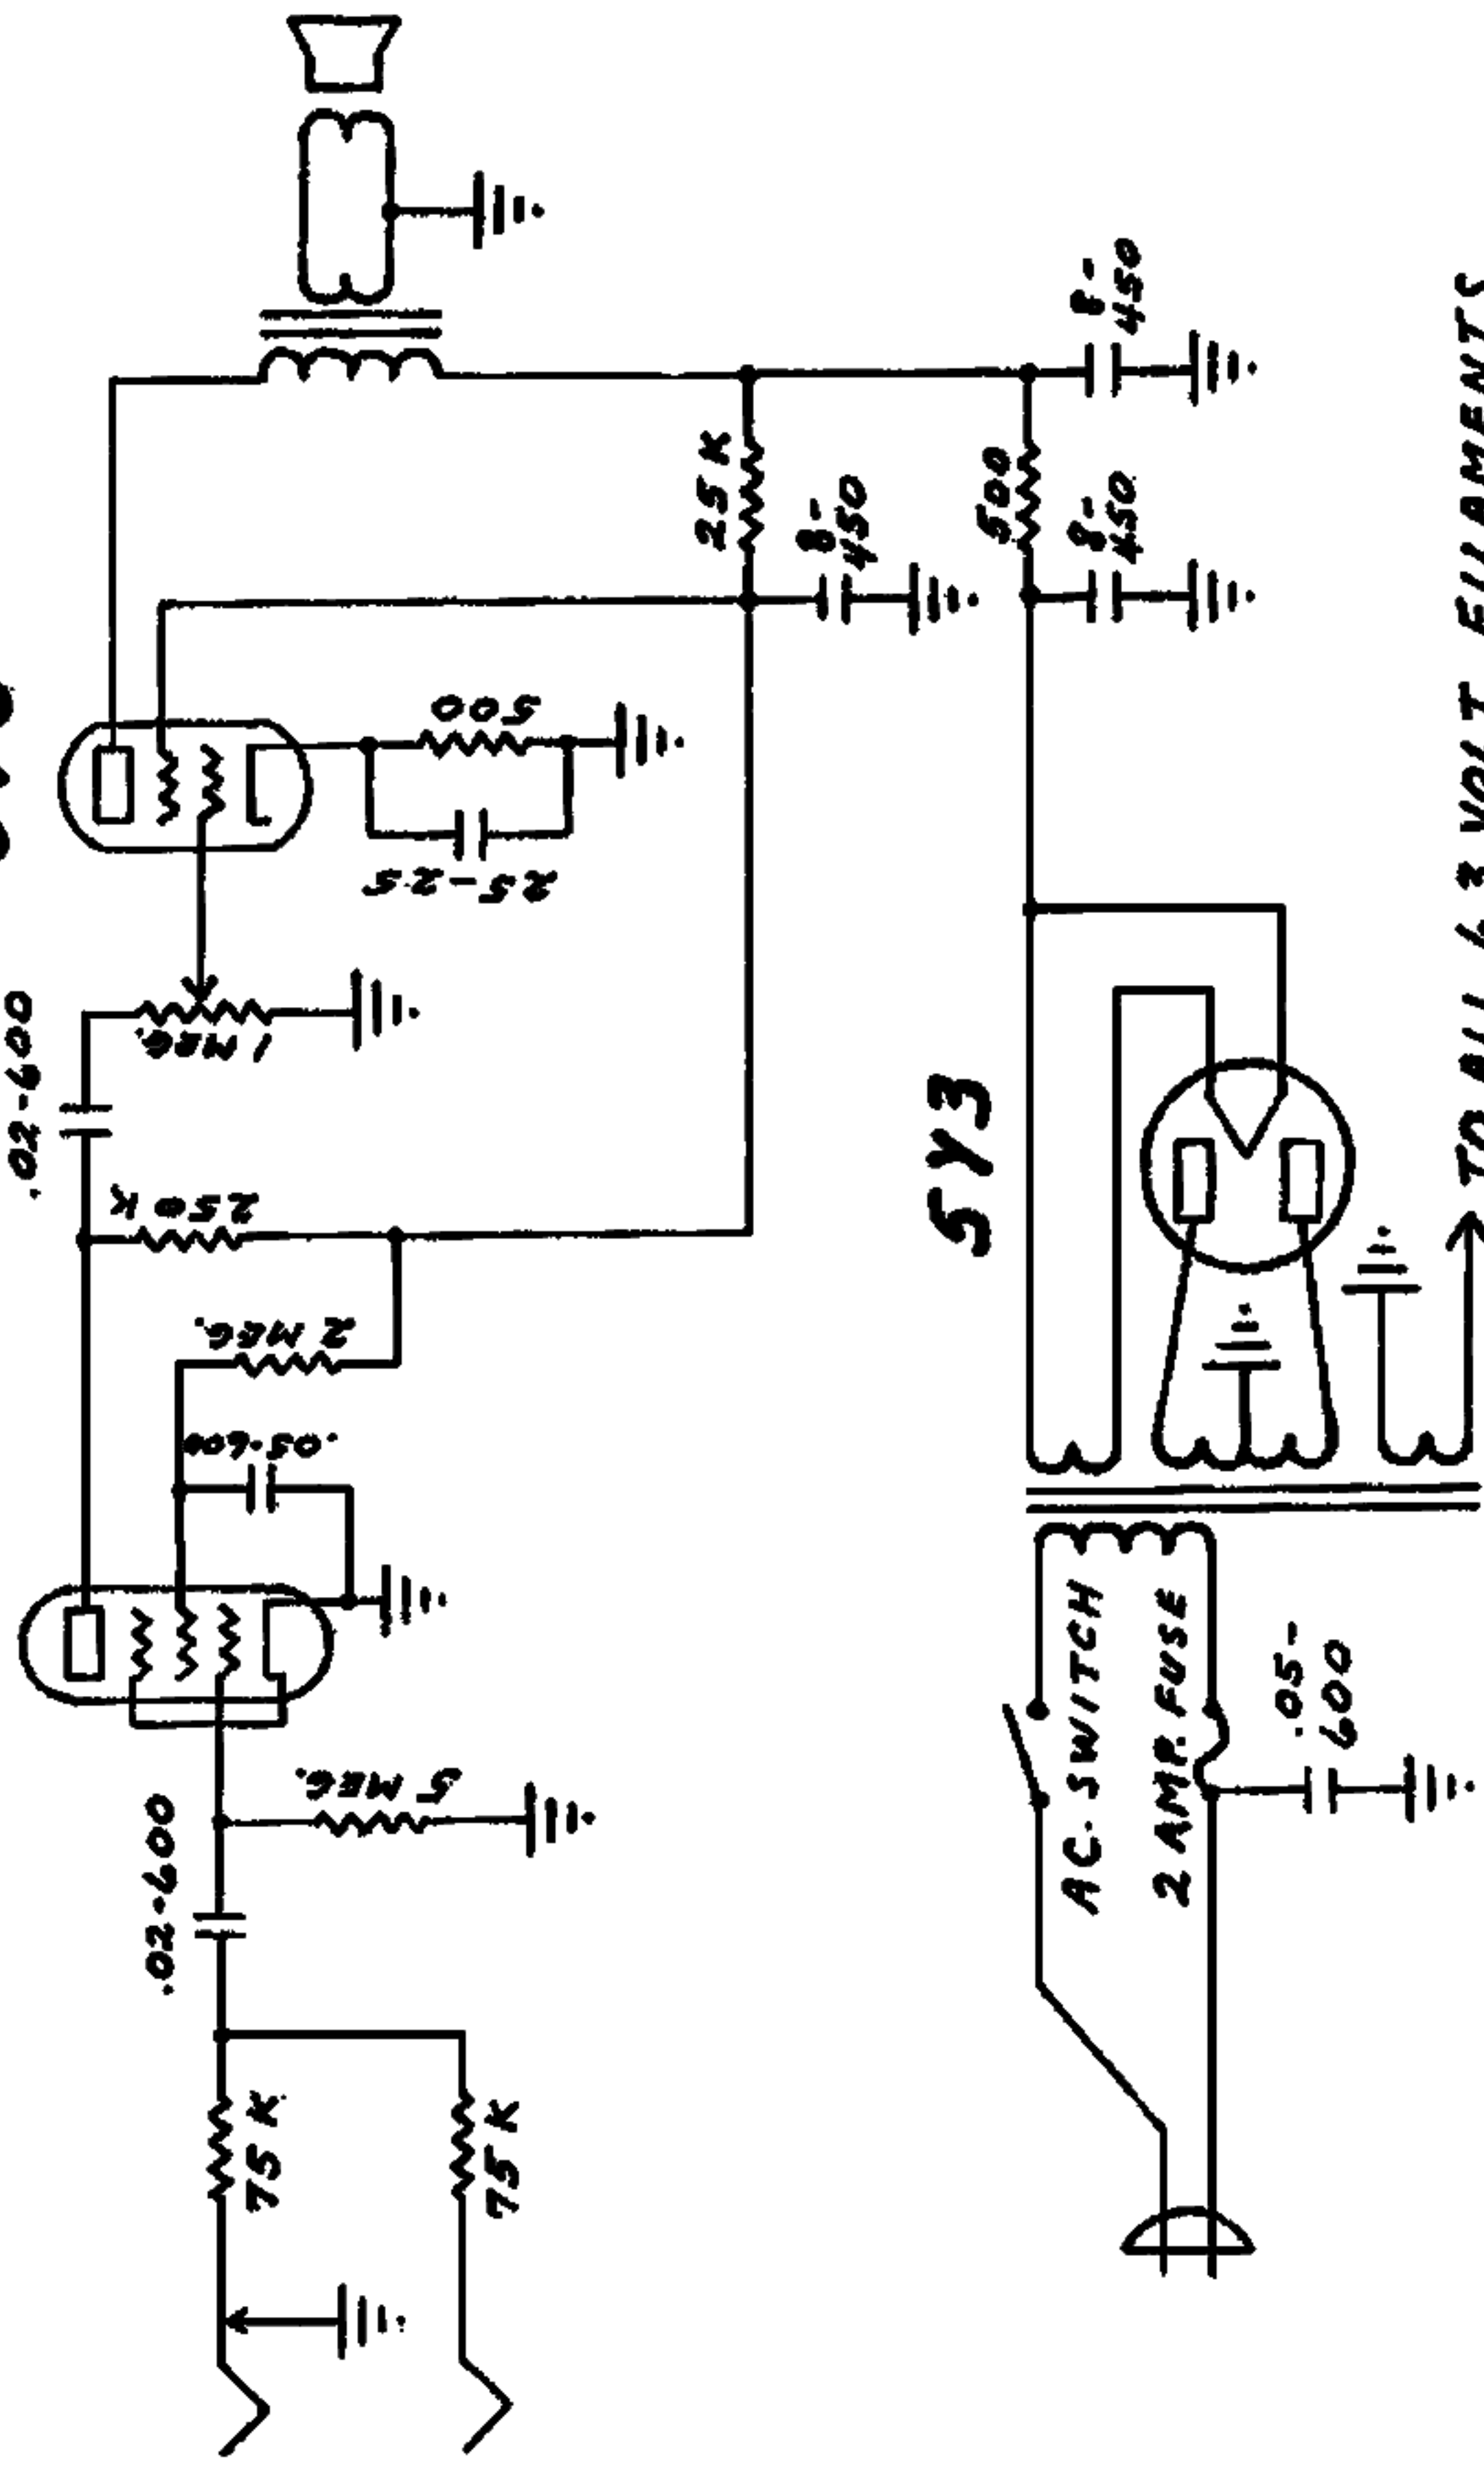 .02-600
75 K
75 K
.02-600
5 MEG.
.05-600
2 MEG.
250 K
1 MEG.
25-25
500
25 K
8-
450
500
8-
450
8-
450
5Y3
AC. SWITCH
2 AMP. FUSE
.05-
600
TO ALL 6.3 VOLT FILAMENTS